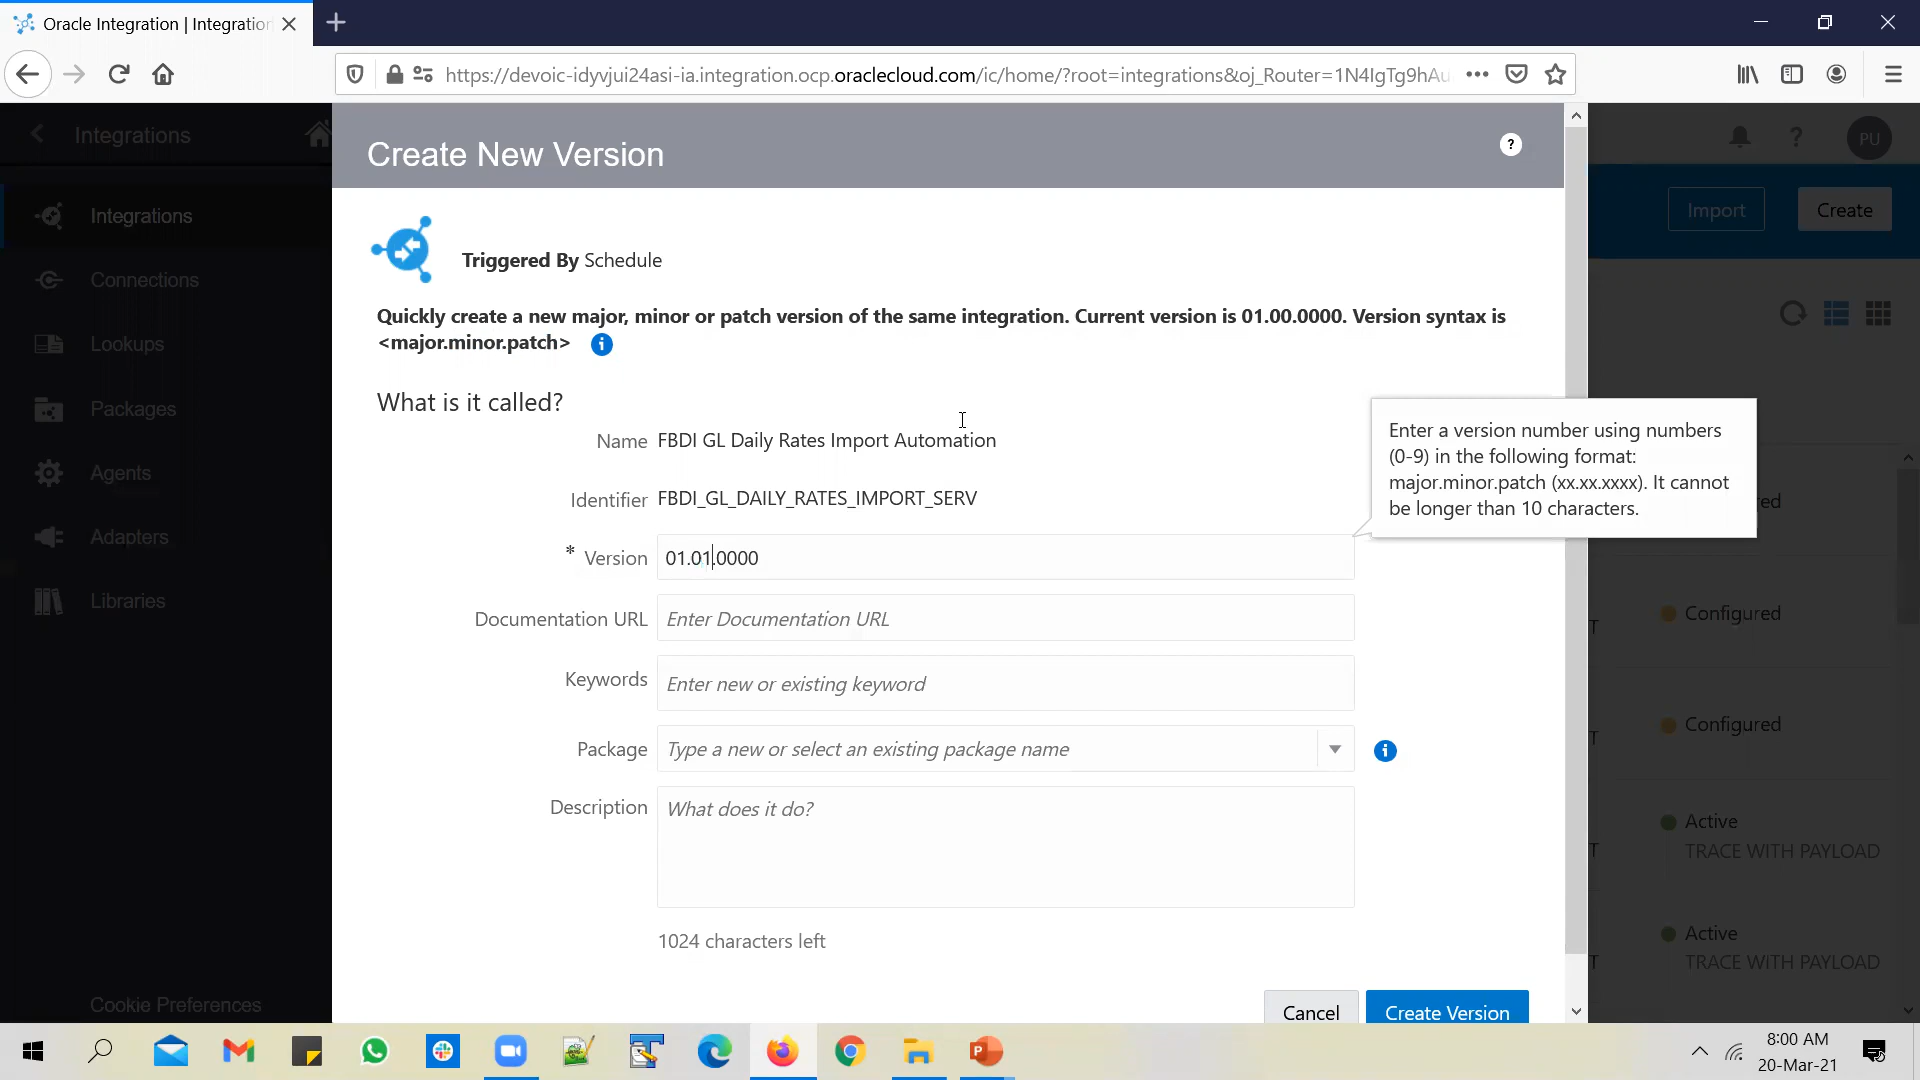 Oracle Integration | Integration
https://devoic-idyvjui24asi-ia.integration.ocp.oraclecloud.com/ic/home/?root=integrations&oj_Router=1N4IgTg9hAu
Integrations
Create New Version
?
?
PU
Integrations
Import
Create
Triggered By Schedule
Connections
Quickly create a new major, minor or patch version of the same integration. Current version is 01.00.0000. Version syntax is
<major.minor.patch>
i
Lookups
What is it called?
Packages
Name FBDI GL Daily Rates Import Automation
Enter a version number using numbers
(0-9) in the following format:
major.minor.patch (xx.xx.xxxx). It cannot
be longer than 10 characters.
Agents
Identifier FBDI_GL_DAILY_RATES_IMPORT_SERV
ed
Adapters
* Version 01.01.0000
Libraries
Documentation URL Enter Documentation URL
T
Configured
Keywords Enter new or existing keyword
Package Type a new or select an existing package name
i
T
Configured
Description What does it do?
Active
T
TRACE WITH PAYLOAD
1024 characters left
Active
T
TRACE WITH PAYLOAD
Cookie Preferences
Cancel
Create Version
8:00 AM
20-Mar-21